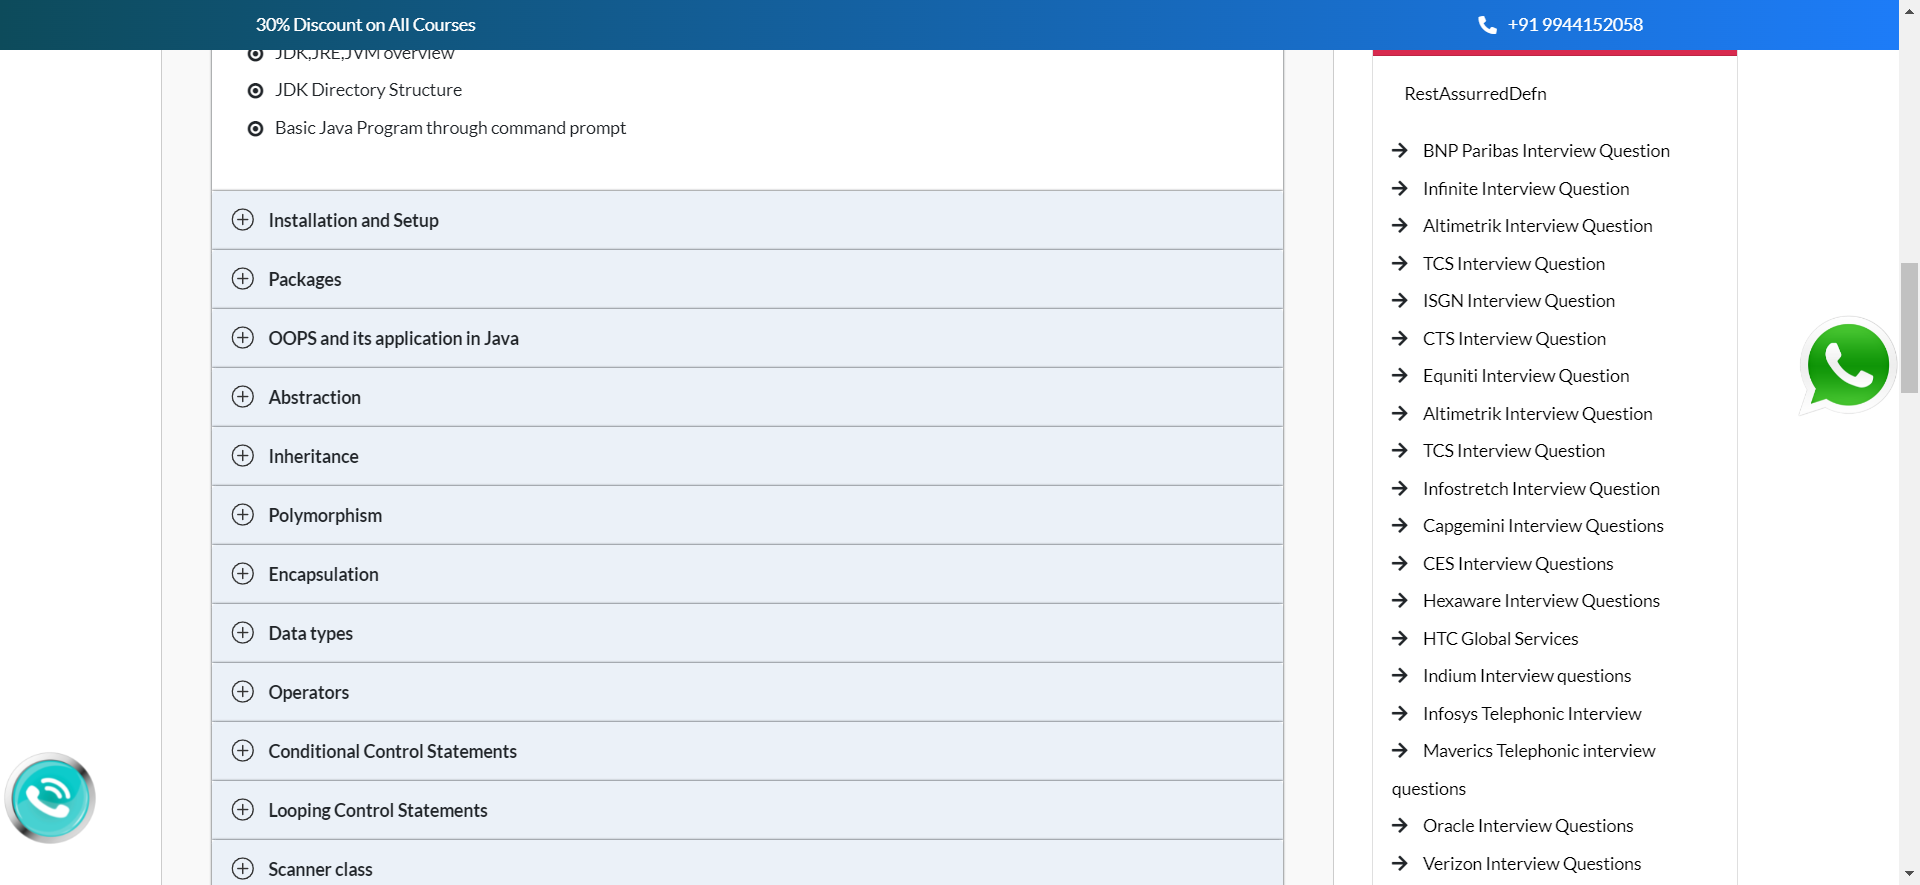 30% Discount on All Courses
+91 9944152058
JDK,JRE,JVM overview
JDK Directory Structure
Basic Java Program through command prompt
Installation and Setup
Packages
OOPS and its application in Java
Abstraction
Inheritance
Polymorphism
Encapsulation
Data types
Operators
Conditional Control Statements
Looping Control Statements
Scanner class
RestAssurredDefn
BNP Paribas Interview Question
Infinite Interview Question
Altimetrik Interview Question
TCS Interview Question
ISGN Interview Question
CTS Interview Question
Equniti Interview Question
Altimetrik Interview Question
TCS Interview Question
Infostretch Interview Question
Capgemini Interview Questions
CES Interview Questions
Hexaware Interview Questions
HTC Global Services
Indium Interview questions
Infosys Telephonic Interview
Maverics Telephonic interview
questions
Oracle Interview Questions
Verizon Interview Questions